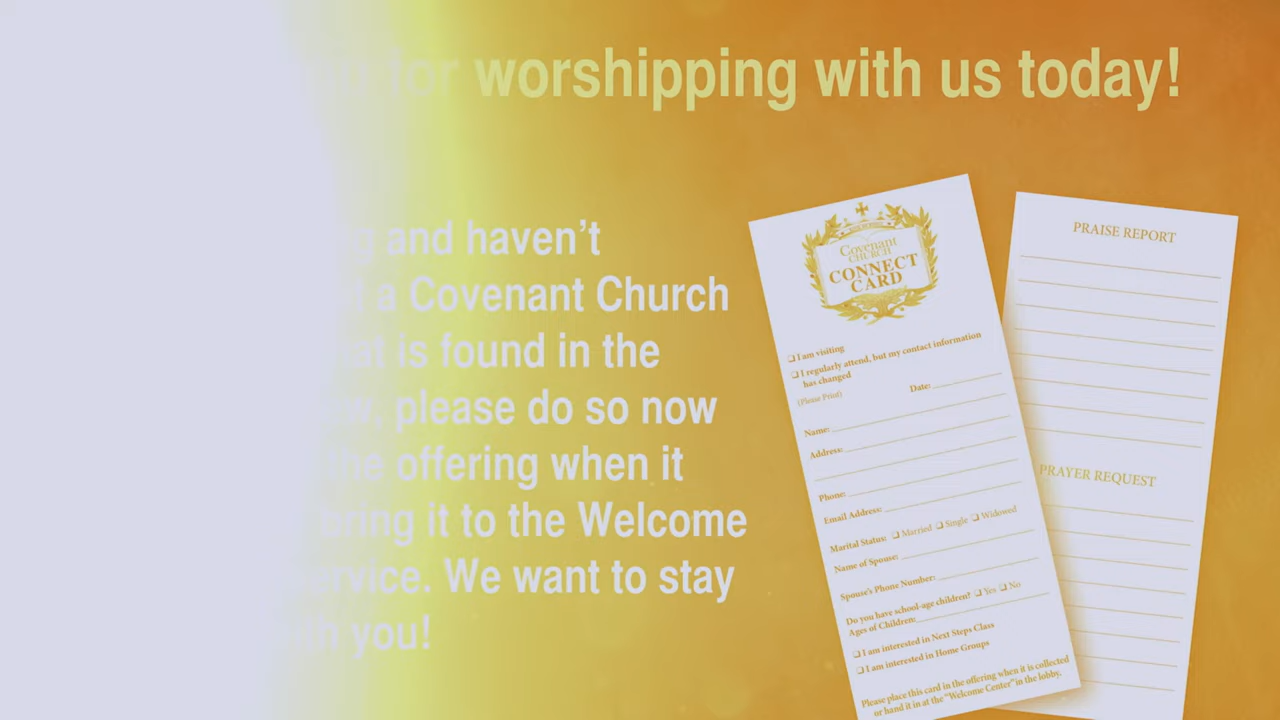 for worshipping with us today!
and haven't
a Covenant Church
is found in the
please do so now
the offering when it
bring it to the Welcome
service. We want to stay
you!
Covenant
CHURCH
CONNECT
CARD
❑ I am visiting
❑ I regularly attend, but my contact information
has changed
(Please Print)
Date:
Name:
Address:
Phone:
Email Address:
Marital Status: ❑ Married ❑ Single ❑ Widowed
Name of Spouse:
Spouse's Phone Number:
Do you have school-age children? ❑ Yes ❑ No
Ages of Children:
❑ I am interested in Next Steps Class
❑ I am interested in Home Groups
Please place this card in the offering when it is collected
or hand it in at the "Welcome Center" in the lobby.
PRAISE REPORT
PRAYER REQUEST